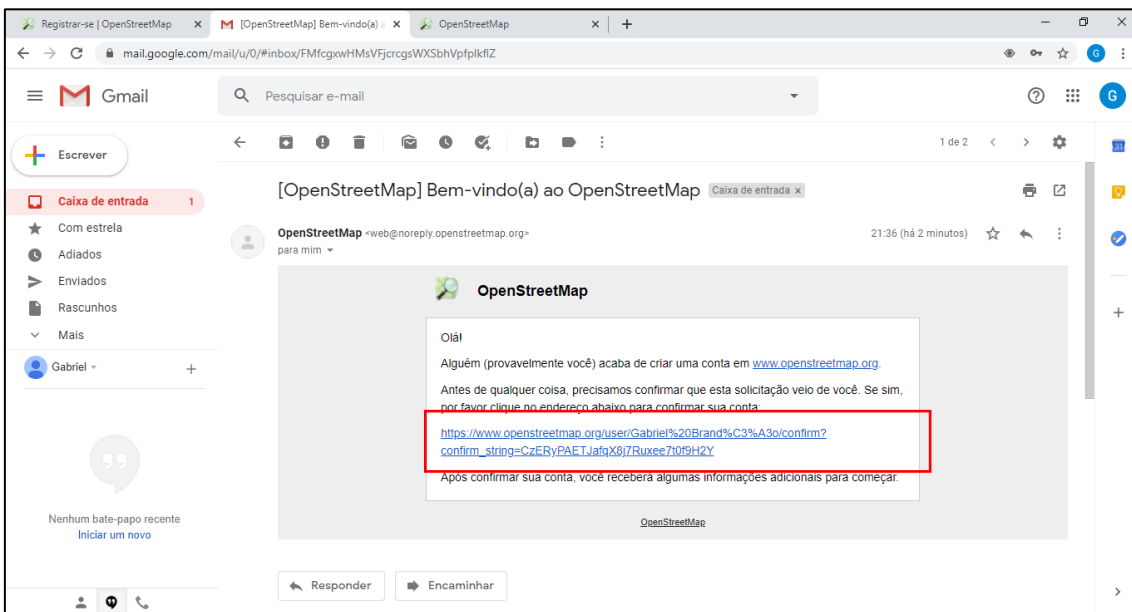 Registrar-se | OpenStreetMap
[OpenStreetMap] Bem-vindo(a) a
OpenStreetMap
mail.google.com/mail/u/0/#inbox/FMfcgxwHMsVFjcrcgsWXSbhVpfplkflZ
G
Gmail
Pesquisar e-mail
G
Escrever
1 de 2
31
[OpenStreetMap] Bem-vindo(a) ao OpenStreetMap Caixa de entrada x
Caixa de entrada 1
Com estrela
Adiados
Enviados
Rascunhos
Mais
Gabriel
OpenStreetMap <web@noreply.openstreetmap.org>
21:36 (há 2 minutos)
para mim
OpenStreetMap
Olá!
Alguém (provavelmente você) acaba de criar uma conta em www.openstreetmap.org.
Antes de qualquer coisa, precisamos confirmar que esta solicitação veio de você. Se sim,
por favor clique no endereço abaixo para confirmar sua conta:
https://www.openstreetmap.org/user/Gabriel%20Brand%C3%A3o/confirm?
confirm_string=CzERyPAETJafqX8j7Ruxee7t0f9H2Y
Após confirmar sua conta, você receberá algumas informações adicionais para começar.
OpenStreetMap
Nenhum bate-papo recente
Iniciar um novo
Responder
Encaminhar